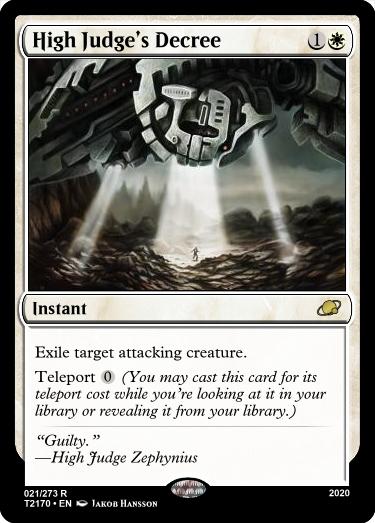 High Judge's Decree 1
Instant
Exile target attacking creature.
Teleport 0 (You may cast this card for its
teleport cost while you're looking at it in your
library or revealing it from your library.)
“Guilty.”
—High Judge Zephynius
021/273 R 2020
T2170 • EN Jakob Hansson